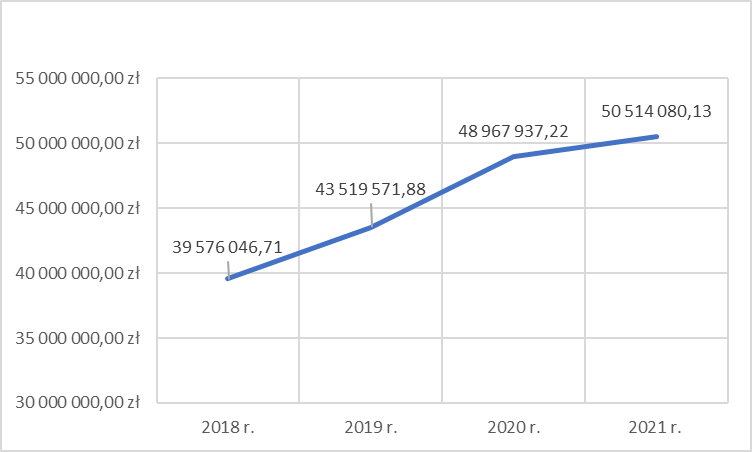 55 000 000,00 zł
50 000 000,00 zł
45 000 000,00 zł
40 000 000,00 zł
35 000 000,00 zł
30 000 000,00 zł
39 576 046,71
43 519 571,88
48 967 937,22
50 514 080,13
2018 r.
2019 r.
2020 r.
2021 r.